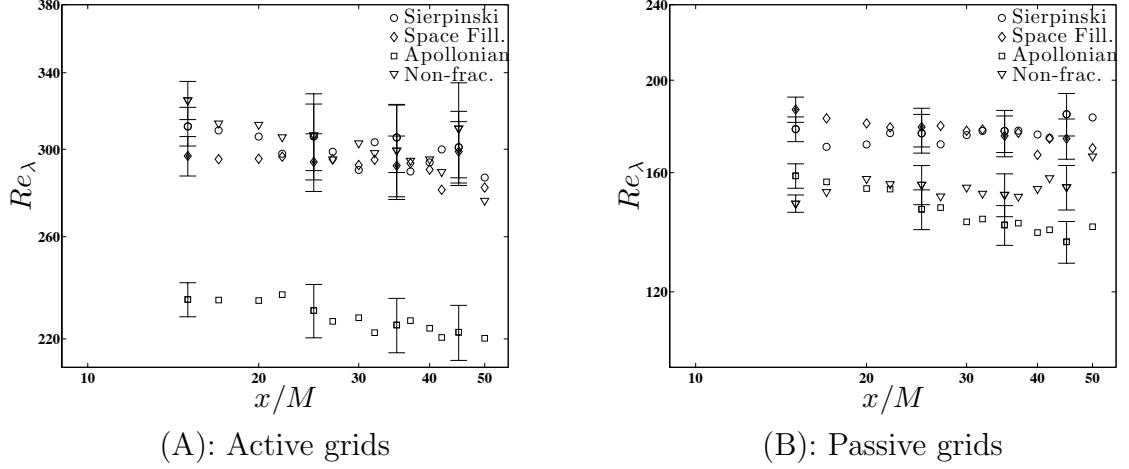 380
340
300
260
220
Re_λ
10
20
30
40
50
x/M
Sierpinski
Space Fill.
Apollonian
Non-frac.
(A): Active grids
240
200
160
120
Re_λ
10
20
30
40
50
x/M
Sierpinski
Space Fill.
Apollonian
Non-frac.
(B): Passive grids